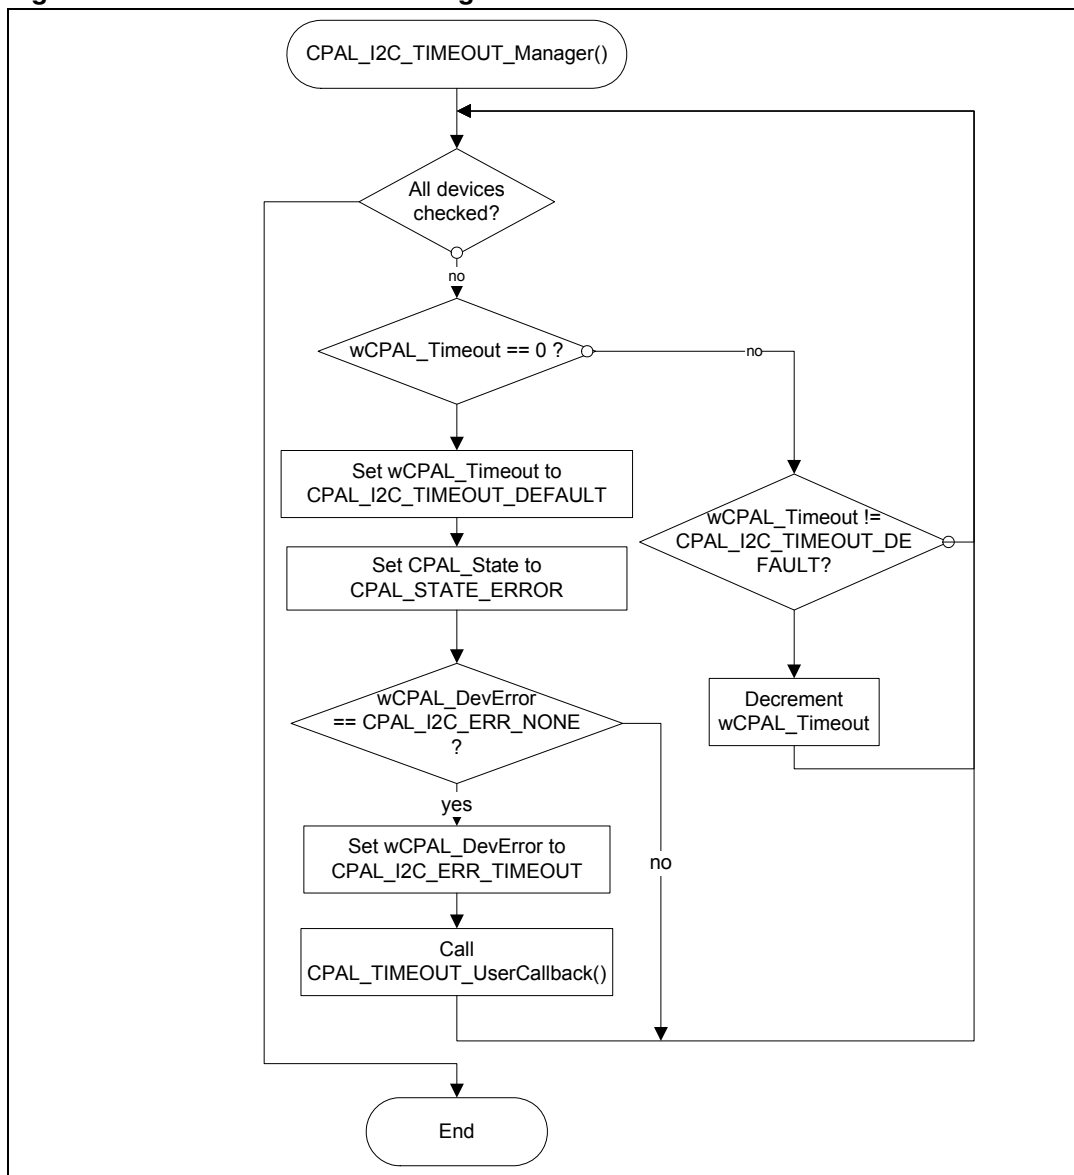 CPAL_I2C_TIMEOUT_Manager()
All devices
checked?
no
wCPAL_Timeout == 0 ?
no
Set wCPAL_Timeout to
CPAL_I2C_TIMEOUT_DEFAULT
wCPAL_Timeout !=
CPAL_I2C_TIMEOUT_DE
FAULT?
Set CPAL_State to
CPAL_STATE_ERROR
wCPAL_DevError
== CPAL_I2C_ERR_NONE
?
Decrement
wCPAL_Timeout
yes
Set wCPAL_DevError to
CPAL_I2C_ERR_TIMEOUT
no
Call
CPAL_TIMEOUT_UserCallback()
End